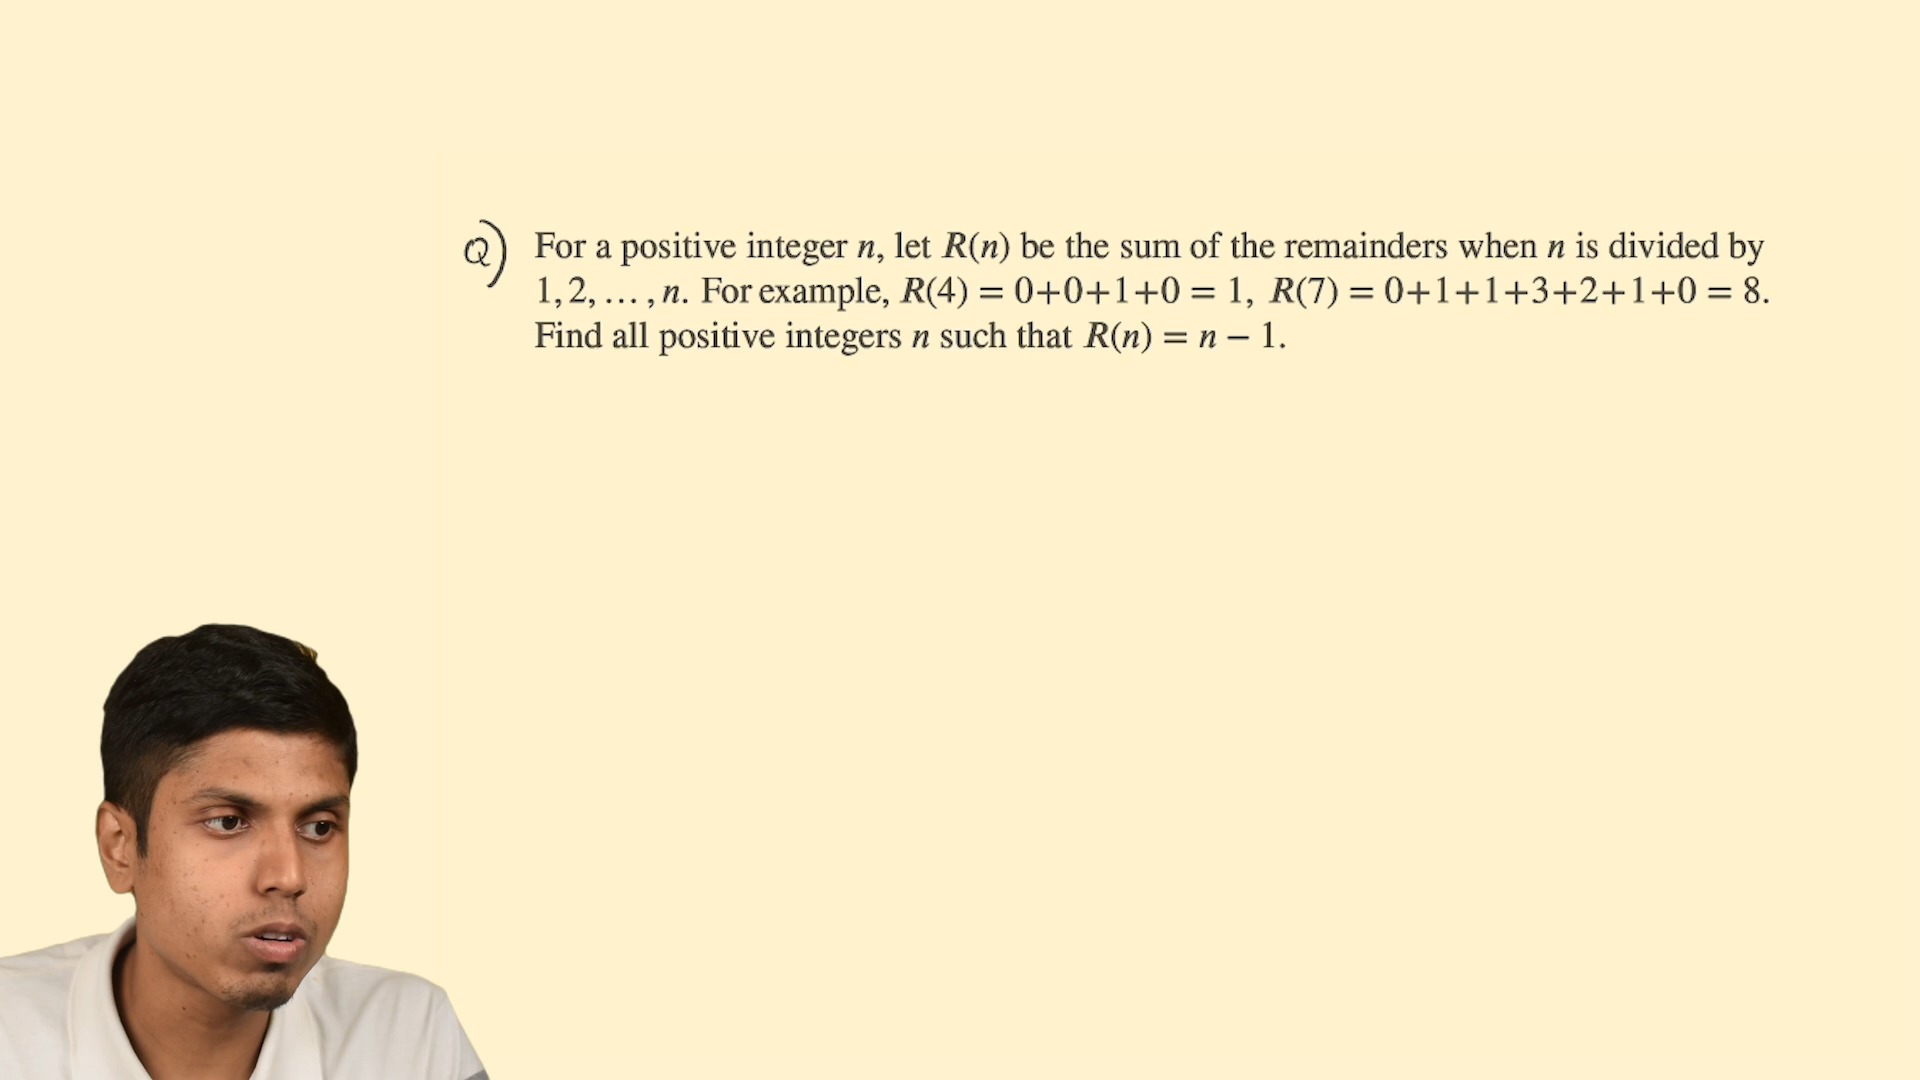 Q) For a positive integer n, let R(n) be the sum of the remainders when n is divided by
1, 2, ... , n. For example, R(4) = 0+0+1+0 = 1, R(7) = 0+1+1+3+2+1+0 = 8.
Find all positive integers n such that R(n) = n − 1.